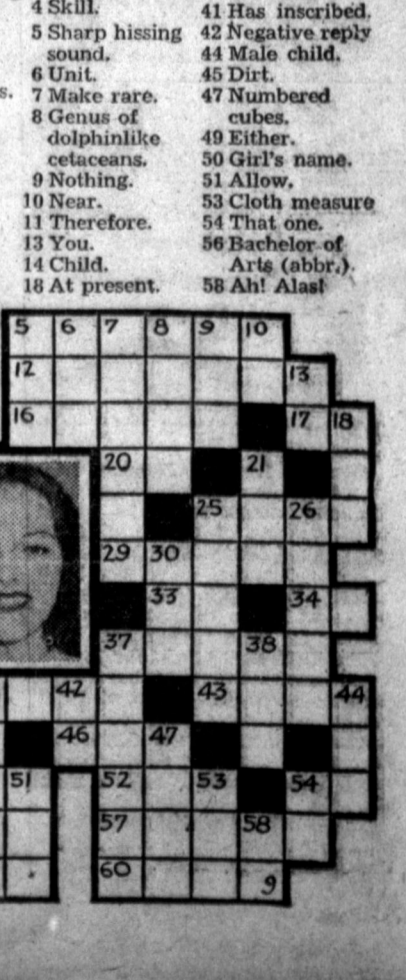 4 Skill.
5 Sharp hissing
sound.
6 Unit.
s. 7 Make rare.
8 Genus of
dolphinlike
cetaceans.
9 Nothing.
10 Near.
11 Therefore.
13 You.
14 Child.
18 At present.
41 Has inscribed.
42 Negative reply
44 Male child.
45 Dirt.
47 Numbered
cubes.
49 Either.
50 Girl's name.
51 Allow.
53 Cloth measure
54 That one.
56 Bachelor of
Arts (abbr.).
58 Ah! Alas!
5 6 7 8 9 10
12 13
16 17 18
20 21
25 26
29 30
33 34
37 38
42 43 44
46 47
51 52 53 54
57 58
60 9